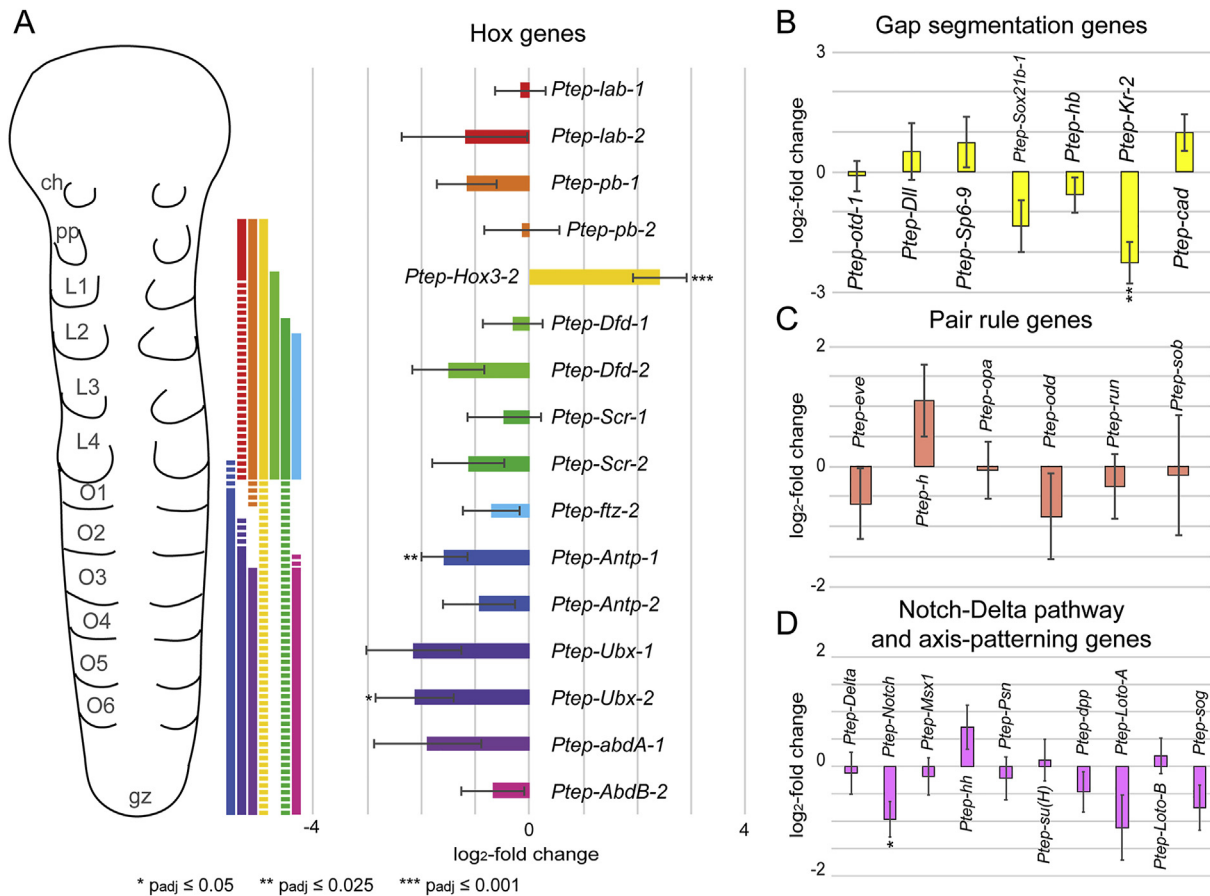 A
Hox genes
ch
pp
L1
L2
L3
L4
O1
O2
O3
O4
O5
O6
gz
Ptep-lab-1
Ptep-lab-2
Ptep-pb-1
Ptep-pb-2
Ptep-Hox3-2
***
Ptep-Dfd-1
Ptep-Dfd-2
Ptep-Scr-1
Ptep-Scr-2
Ptep-ftz-2
** Ptep-Antp-1
Ptep-Antp-2
Ptep-Ubx-1
* Ptep-Ubx-2
Ptep-abdA-1
Ptep-AbdB-2
-4 0 4
log₂-fold change
* padj ≤ 0.05 ** padj ≤ 0.025 *** padj ≤ 0.001
B
Gap segmentation genes
3
0
-3
log₂-fold change
Ptep-otd-1
Ptep-Dll
Ptep-Sp6-9
Ptep-Sox21b-1
Ptep-hb
Ptep-Kr-2
**
Ptep-cad
C
Pair rule genes
2
0
-2
log₂-fold change
Ptep-eve
Ptep-h
Ptep-opa
Ptep-odd
Ptep-run
Ptep-sob
D
Notch-Delta pathway
and axis-patterning genes
2
0
-2
log₂-fold change
Ptep-Delta
Ptep-Notch
*
Ptep-Msx1
Ptep-hh
Ptep-Psn
Ptep-su(H)
Ptep-dpp
Ptep-Loto-A
Ptep-Loto-B
Ptep-sog